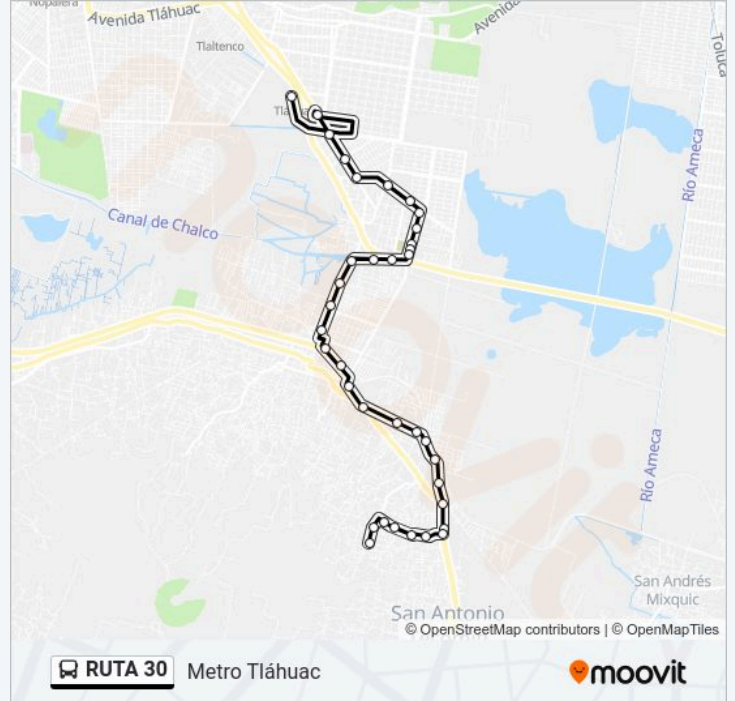 Nopalera
Avenida Tláhuac
Avenida
Tlaltenco
Toluca
Río Ameca
Canal de Chalco
Río Ameca
San Andrés
Mixquic
San Antonio
© OpenStreetMap contributors | © OpenMapTiles
RUTA 30 Metro Tláhuac
moovit